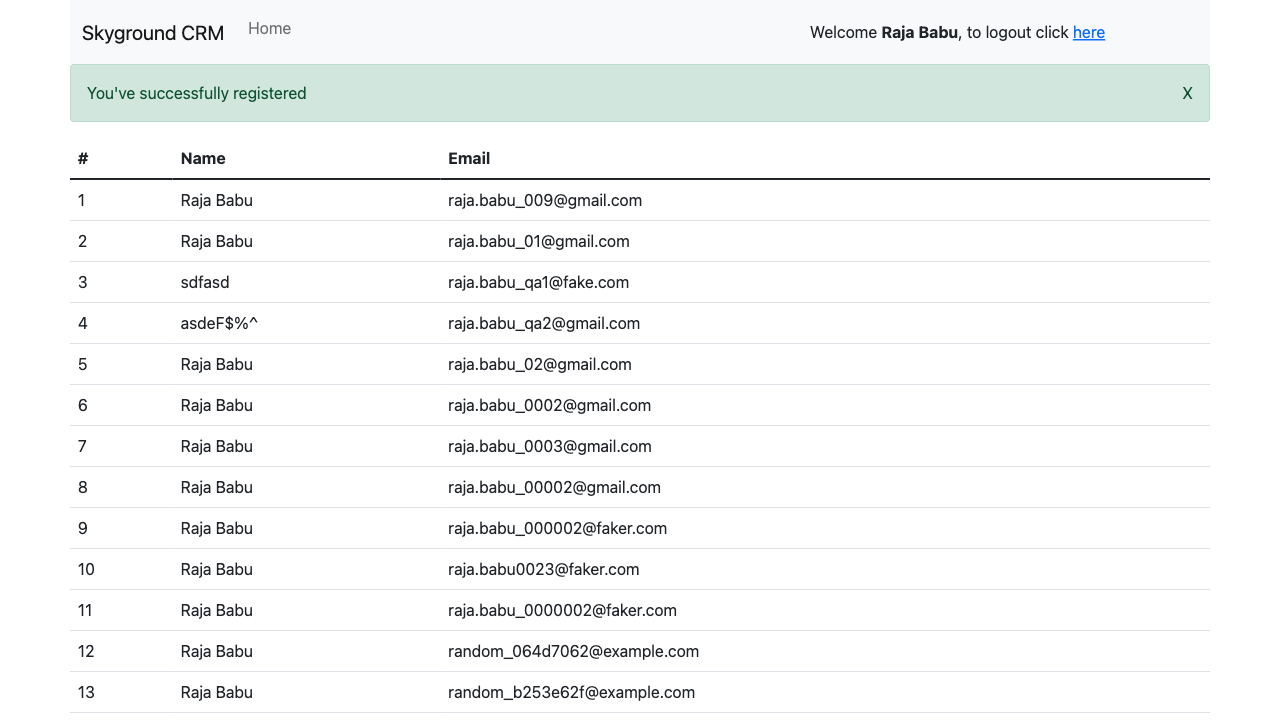 Skyground CRM Home Welcome Raja Babu, to logout click here
You've successfully registered X
# Name Email
1 Raja Babu raja.babu_009@gmail.com
2 Raja Babu raja.babu_01@gmail.com
3 sdfasd raja.babu_qa1@fake.com
4 asdeF$%^ raja.babu_qa2@gmail.com
5 Raja Babu raja.babu_02@gmail.com
6 Raja Babu raja.babu_0002@gmail.com
7 Raja Babu raja.babu_0003@gmail.com
8 Raja Babu raja.babu_00002@gmail.com
9 Raja Babu raja.babu_000002@faker.com
10 Raja Babu raja.babu0023@faker.com
11 Raja Babu raja.babu_0000002@faker.com
12 Raja Babu random_064d7062@example.com
13 Raja Babu random_b253e62f@example.com